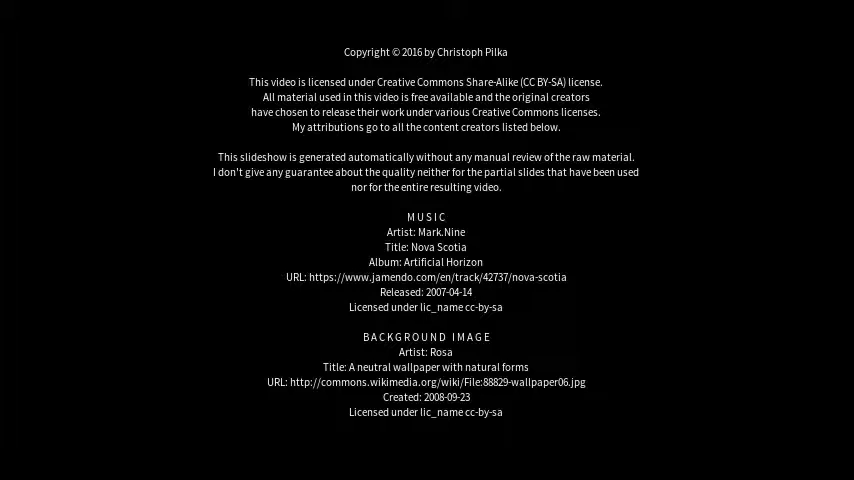 Copyright © 2016 by Christoph Pilka
This video is licensed under Creative Commons Share-Alike (CC BY-SA) license.
All material used in this video is free available and the original creators
have chosen to release their work under various Creative Commons licenses.
My attributions go to all the content creators listed below.
This slideshow is generated automatically without any manual review of the raw material.
I don't give any guarantee about the quality neither for the partial slides that have been used
nor for the entire resulting video.
M U S I C
Artist: Mark.Nine
Title: Nova Scotia
Album: Artificial Horizon
URL: https://www.jamendo.com/en/track/42737/nova-scotia
Released: 2007-04-14
Licensed under lic_name cc-by-sa
B A C K G R O U N D   I M A G E
Artist: Rosa
Title: A neutral wallpaper with natural forms
URL: http://commons.wikimedia.org/wiki/File:88829-wallpaper06.jpg
Created: 2008-09-23
Licensed under lic_name cc-by-sa